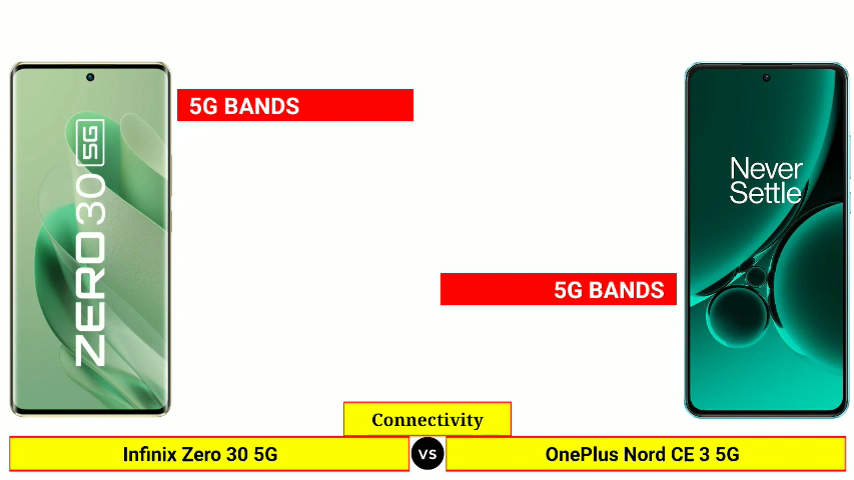 5G BANDS
ZERO 30 5G
Never
Settle
5G BANDS
Connectivity
Infinix Zero 30 5G
VS
OnePlus Nord CE 3 5G